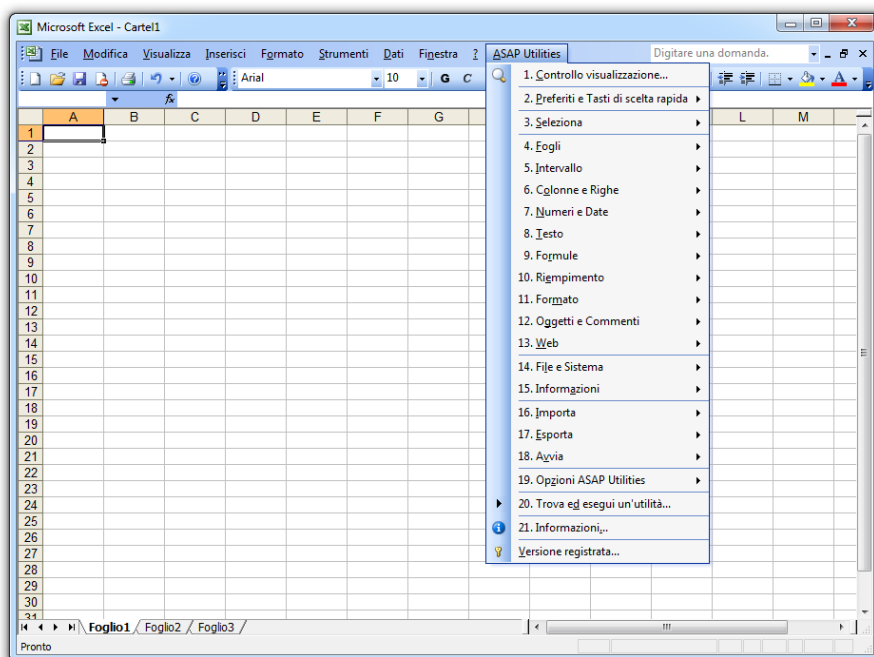 Microsoft Excel - Cartel1
File Modifica Visualizza Inserisci Formato Strumenti Dati Finestra ? ASAP Utilities Digitare una domanda.
Arial 10 G C
fx
A B C D E F G L M
1
2
3
4
5
6
7
8
9
10
11
12
13
14
15
16
17
18
19
20
21
22
23
24
25
26
27
28
29
30
31
1. Controllo visualizzazione...
2. Preferiti e Tasti di scelta rapida
3. Seleziona
4. Fogli
5. Intervallo
6. Colonne e Righe
7. Numeri e Date
8. Testo
9. Formule
10. Riempimento
11. Formato
12. Oggetti e Commenti
13. Web
14. File e Sistema
15. Informazioni
16. Importa
17. Esporta
18. Avvia
19. Opzioni ASAP Utilities
20. Trova ed esegui un'utilità...
21. Informazioni...
Versione registrata...
Foglio1 Foglio2 Foglio3
Pronto